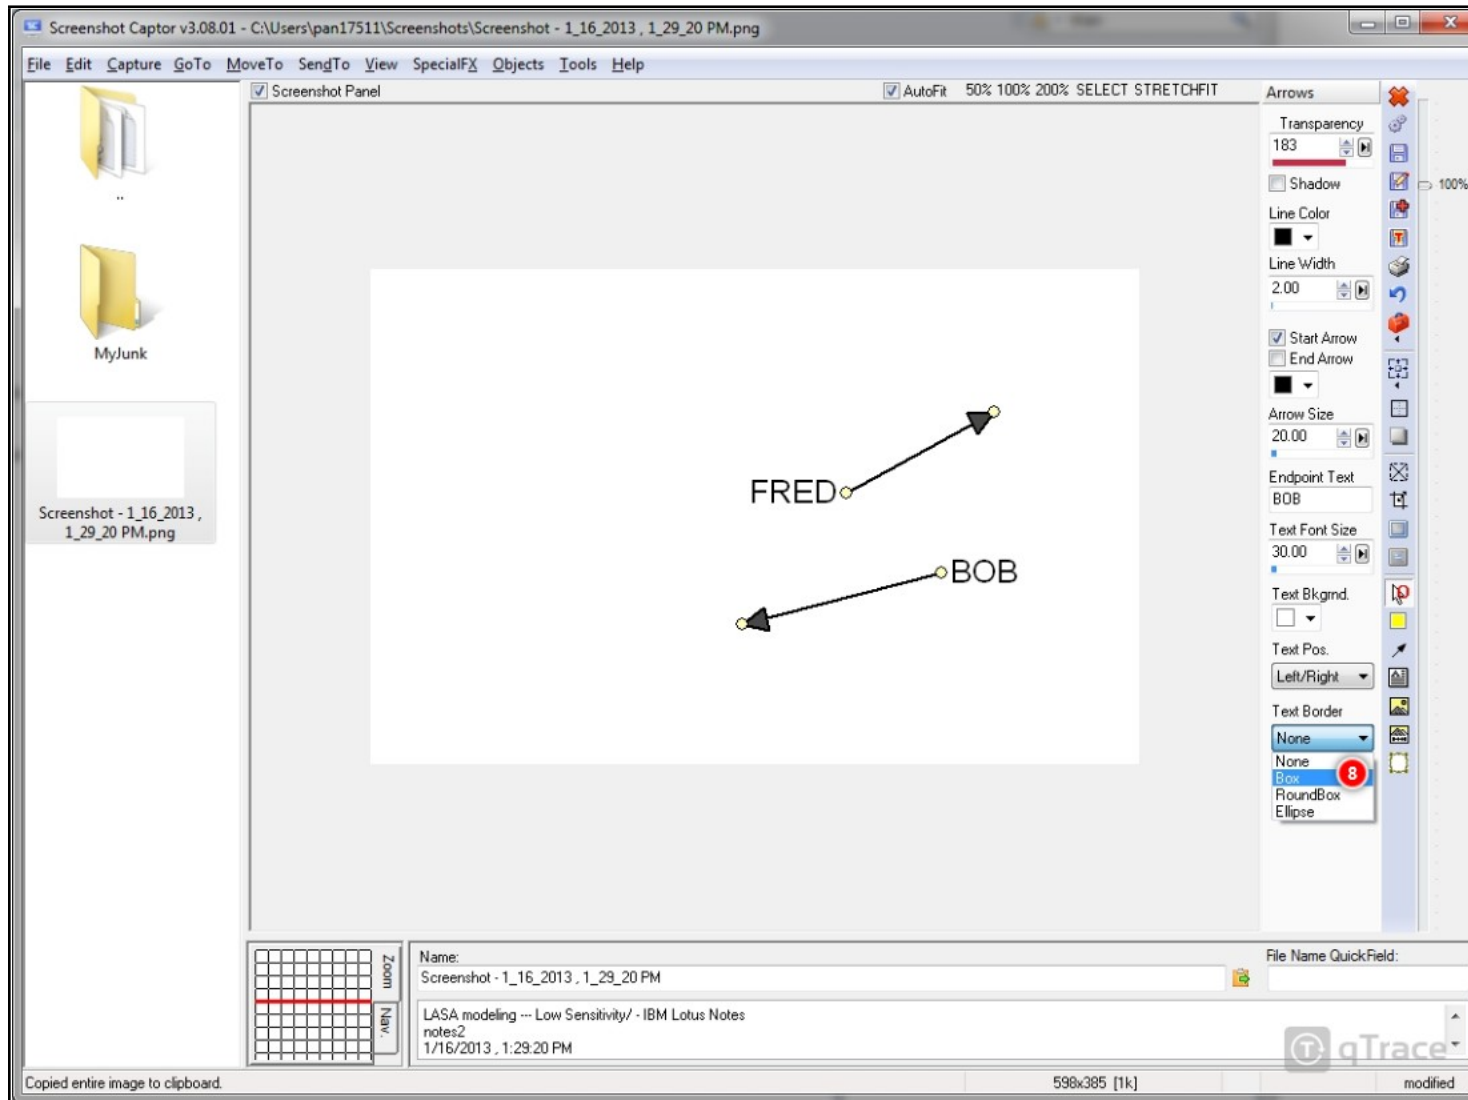 Screenshot Captor v3.08.01 - C:\Users\pan17511\Screenshots\Screenshot - 1_16_2013 , 1_29_20 PM.png
File Edit Capture GoTo MoveTo SendTo View SpecialFX Objects Tools Help
Screenshot Panel
AutoFit 50% 100% 200% SELECT STRETCHFIT
..
MyJunk
Screenshot - 1_16_2013 ,
1_29_20 PM.png
FRED
BOB
Arrows
Transparency
183
Shadow
Line Color
Line Width
2.00
Start Arrow
End Arrow
Arrow Size
20.00
Endpoint Text
BOB
Text Font Size
30.00
Text Bkgrnd.
Text Pos.
Left/Right
Text Border
None
None
Box
8
RoundBox
Ellipse
100%
Zoom
Nav.
Name:
Screenshot - 1_16_2013 , 1_29_20 PM
File Name QuickField:
LASA modeling --- Low Sensitivity/ - IBM Lotus Notes
notes2
1/16/2013 , 1:29:20 PM
qTrace
Copied entire image to clipboard.
598x385 [1k]
modified